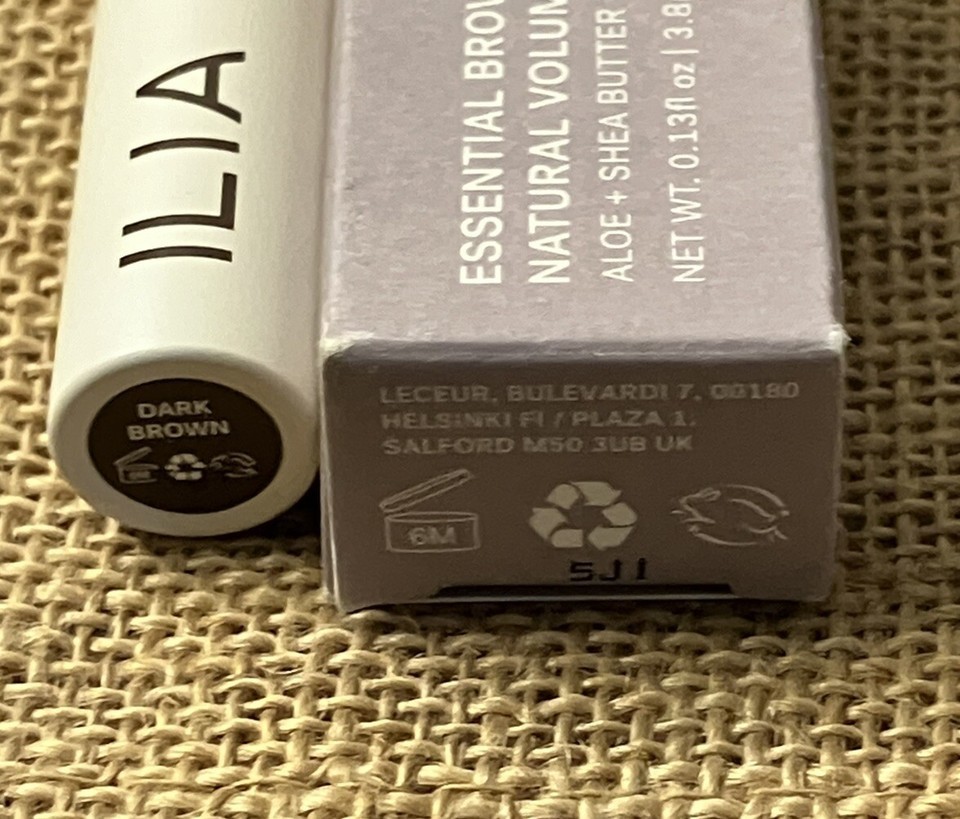 ILIA
DARK
BROWN
ESSENTIAL BROW
NATURAL VOLUM
ALOE + SHEA BUTTER
NET WT. 0.13fl oz | 3.8
LECEUR, BULEVARDI 7, 00180
HELSINKI FI / PLAZA 1,
SALFORD M50 3UB UK
6M
5J1